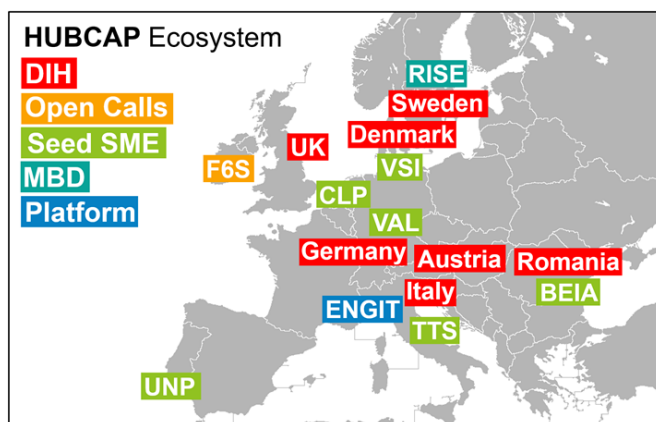 HUBCAP Ecosystem
DIH
Open Calls
Seed SME
MBD
Platform
RISE
Sweden
Denmark
UK
VSI
F6S
CLP
VAL
Germany
Austria
Romania
Italy
BEIA
ENGIT
TTS
UNP